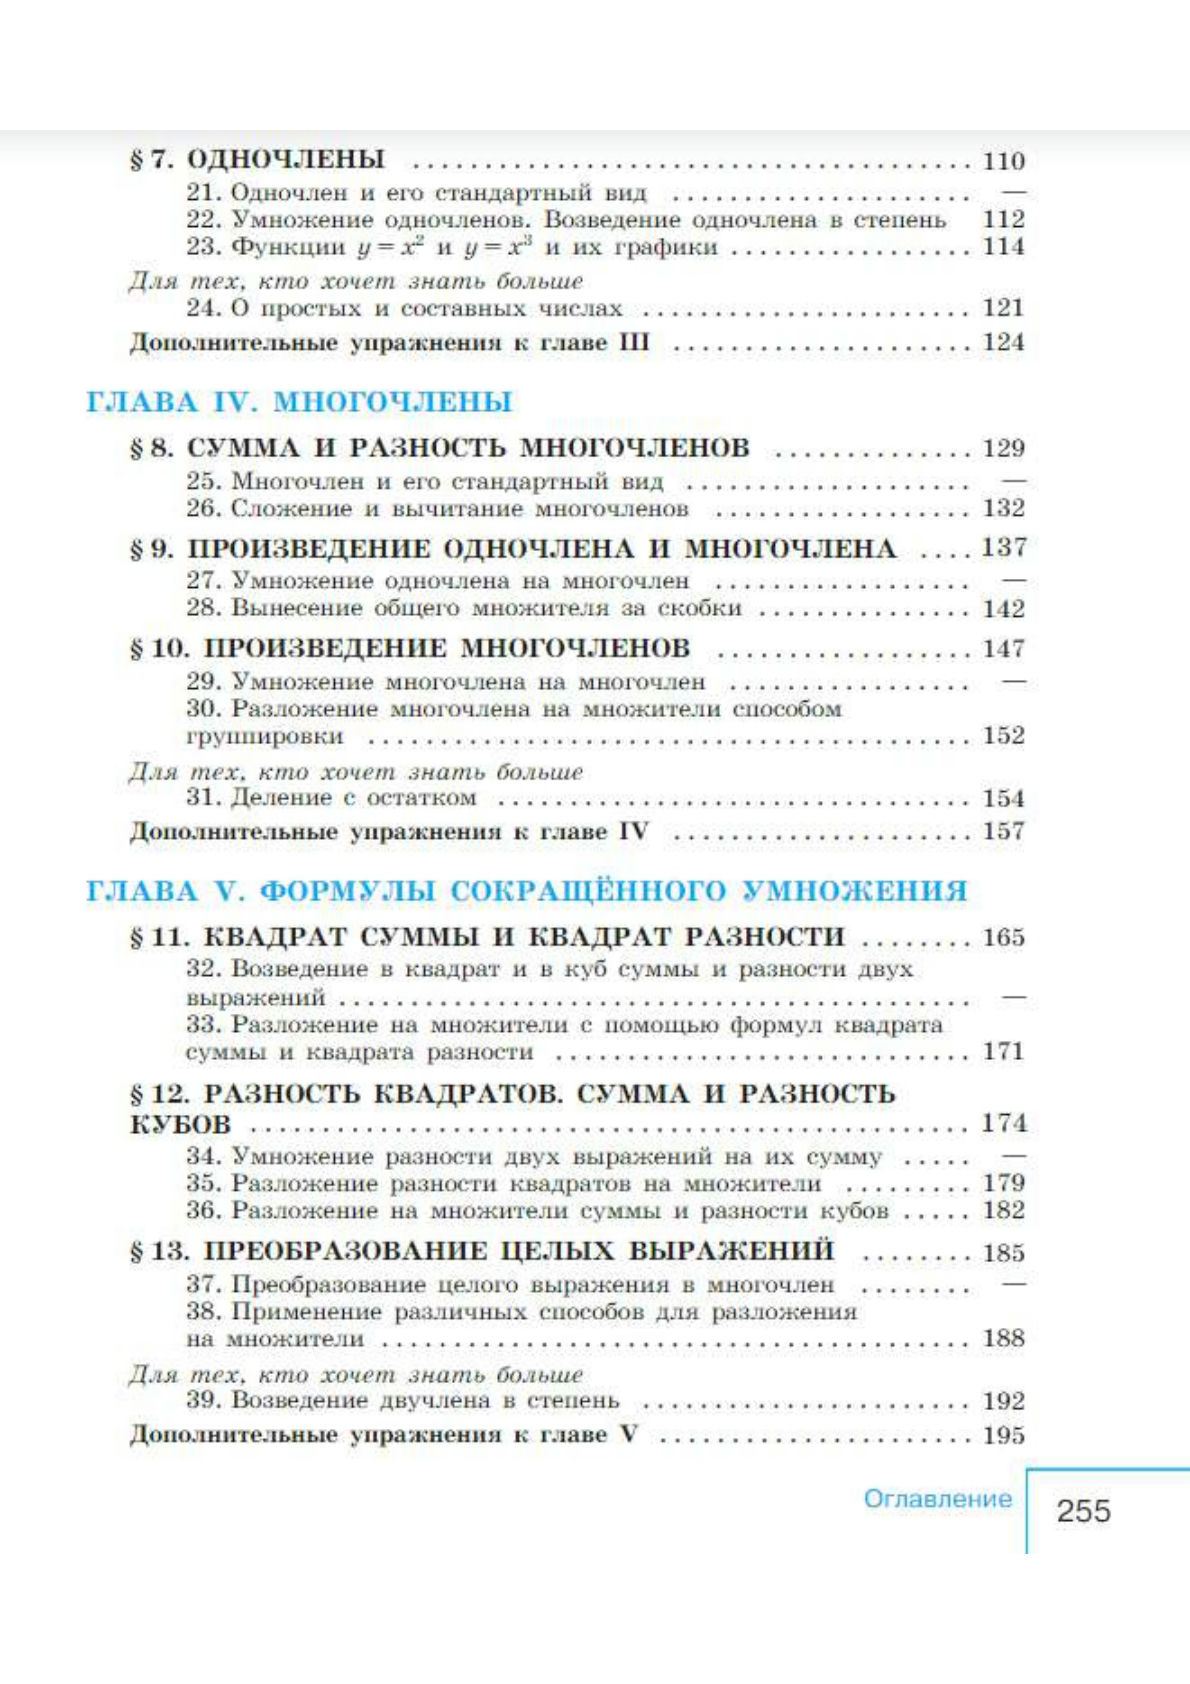 § 7. ОДНОЧЛЕНЫ ........ 110
21. Одночлен и его стандартный вид ........ —
22. Умножение одночленов. Возведение одночлена в степень 112
23. Функции y = x² и y = x³ и их графики ........ 114
Для тех, кто хочет знать больше
24. О простых и составных числах ........ 121
Дополнительные упражнения к главе III ........ 124
ГЛАВА IV. МНОГОЧЛЕНЫ
§ 8. СУММА И РАЗНОСТЬ МНОГОЧЛЕНОВ ........ 129
25. Многочлен и его стандартный вид ........ —
26. Сложение и вычитание многочленов ........ 132
§ 9. ПРОИЗВЕДЕНИЕ ОДНОЧЛЕНА И МНОГОЧЛЕНА .... 137
27. Умножение одночлена на многочлен ........ —
28. Вынесение общего множителя за скобки ........ 142
§ 10. ПРОИЗВЕДЕНИЕ МНОГОЧЛЕНОВ ........ 147
29. Умножение многочлена на многочлен ........ —
30. Разложение многочлена на множители способом
группировки ........ 152
Для тех, кто хочет знать больше
31. Деление с остатком ........ 154
Дополнительные упражнения к главе IV ........ 157
ГЛАВА V. ФОРМУЛЫ СОКРАЩЁННОГО УМНОЖЕНИЯ
§ 11. КВАДРАТ СУММЫ И КВАДРАТ РАЗНОСТИ ........ 165
32. Возведение в квадрат и в куб суммы и разности двух
выражений ........ —
33. Разложение на множители с помощью формул квадрата
суммы и квадрата разности ........ 171
§ 12. РАЗНОСТЬ КВАДРАТОВ. СУММА И РАЗНОСТЬ
КУБОВ ........ 174
34. Умножение разности двух выражений на их сумму ..... —
35. Разложение разности квадратов на множители ........ 179
36. Разложение на множители суммы и разности кубов ..... 182
§ 13. ПРЕОБРАЗОВАНИЕ ЦЕЛЫХ ВЫРАЖЕНИЙ ........ 185
37. Преобразование целого выражения в многочлен ........ —
38. Применение различных способов для разложения
на множители ........ 188
Для тех, кто хочет знать больше
39. Возведение двучлена в степень ........ 192
Дополнительные упражнения к главе V ........ 195
Оглавление 255